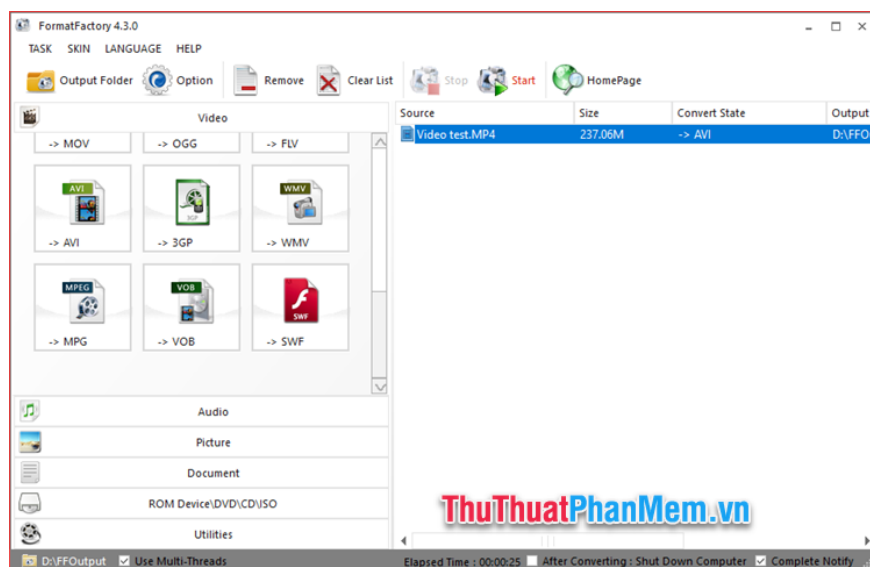 FormatFactory 4.3.0
TASK SKIN LANGUAGE HELP
Output Folder Option Remove Clear List Stop Start HomePage
Video
Source Size Convert State Output
-> MOV -> OGG -> FLV
Video test.MP4 237.06M -> AVI D:\FFO
AVI 3GP WMV
-> AVI -> 3GP -> WMV
MPEG VOB SWF
-> MPG -> VOB -> SWF
Audio
Picture
Document
ROM Device\DVD\CD\ISO
Utilities
ThuThuatPhanMem.vn
D:\FFOutput Use Multi-Threads Elapsed Time : 00:00:25 After Converting : Shut Down Computer Complete Notify